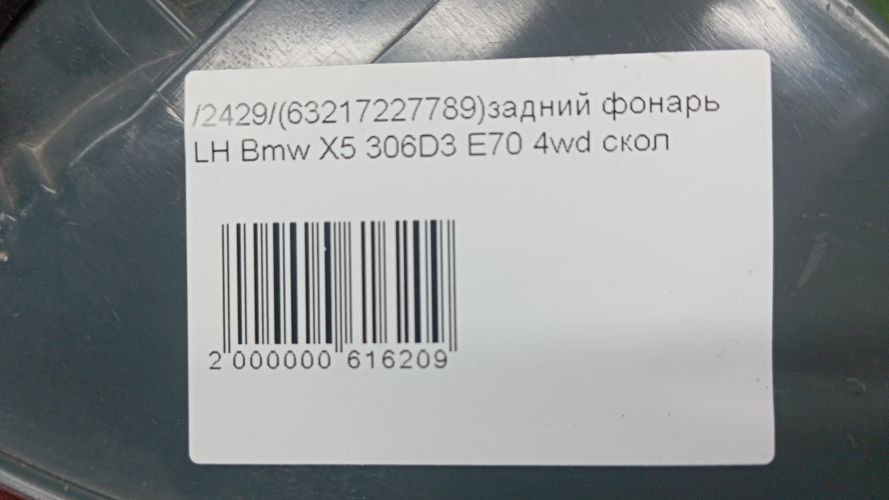 /2429/(63217227789)задний фонарь
LH Bmw X5 306D3 E70 4wd скол
2 000000 616209